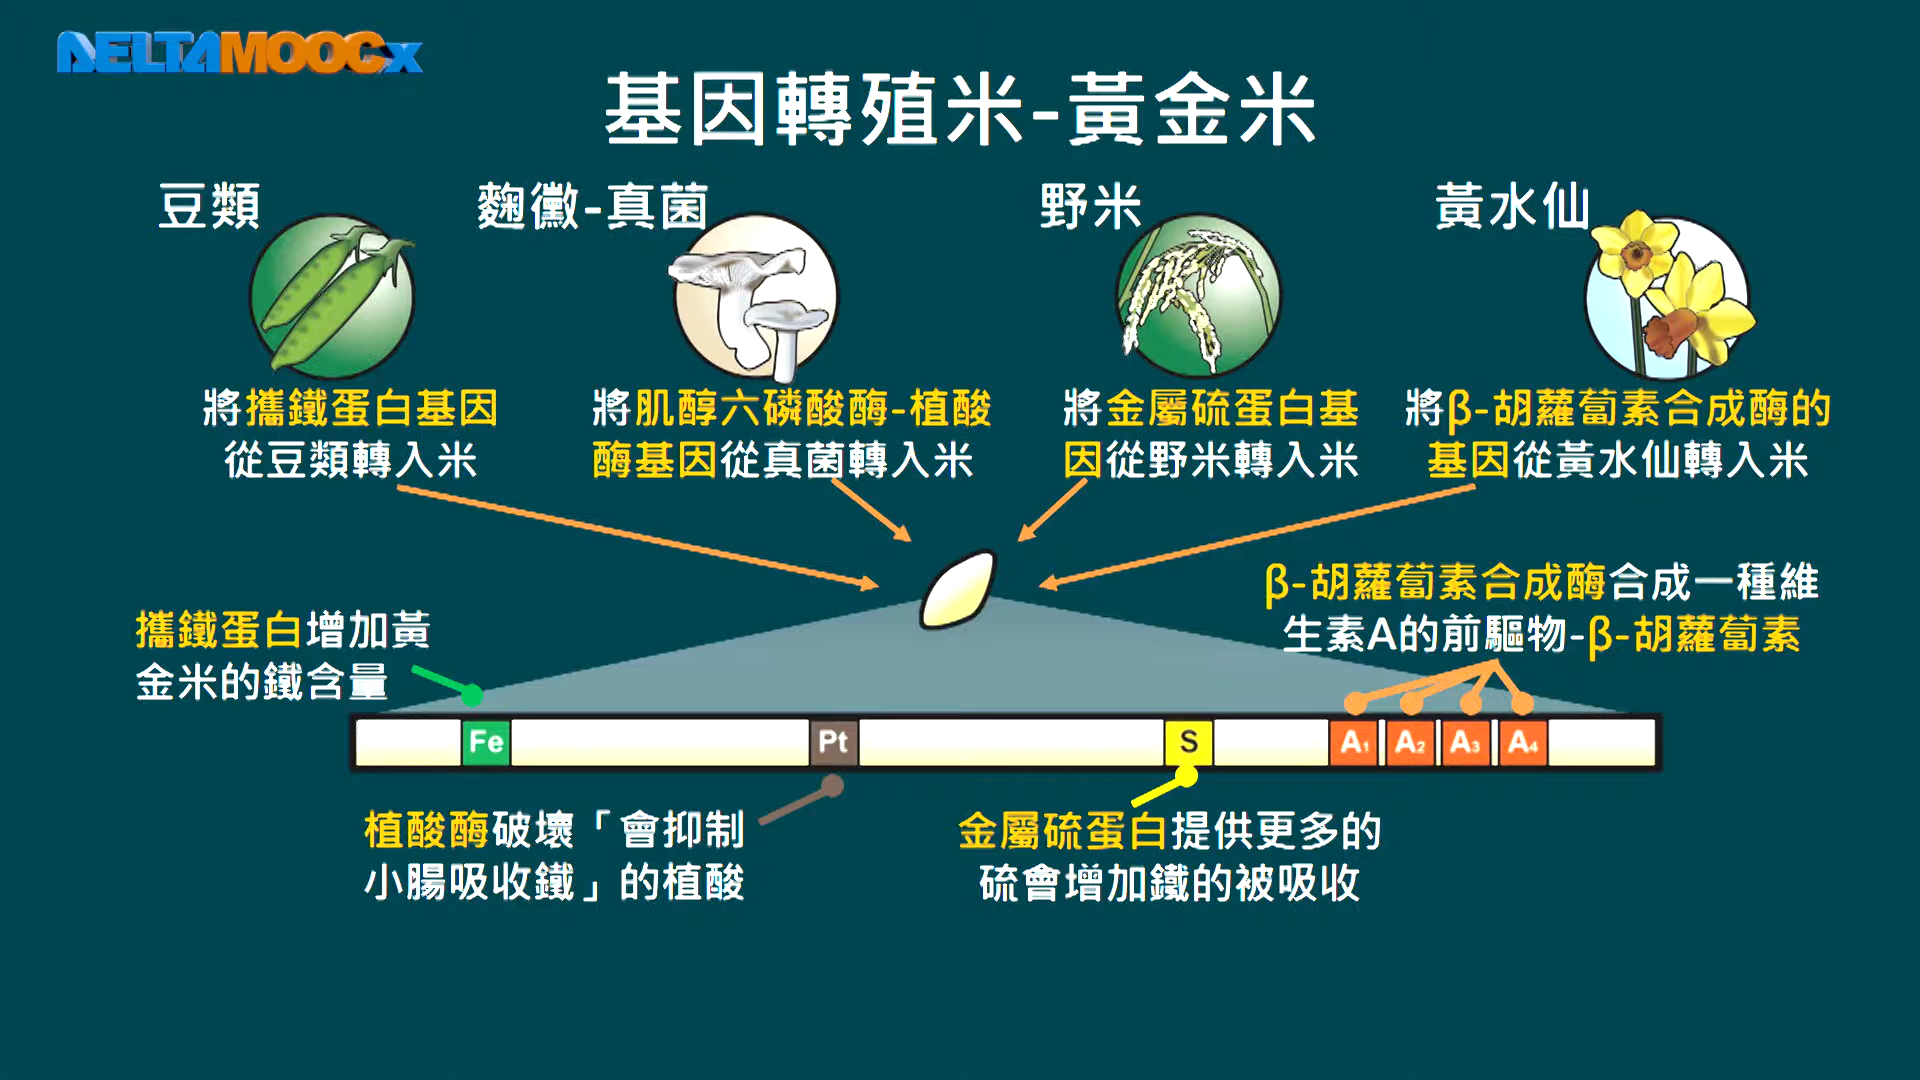 DELTAMOOCx
基因轉殖米-黃金米
豆類
麴黴-真菌
野米
黃水仙
將攜鐵蛋白基因
從豆類轉入米
將肌醇六磷酸酶-植酸
酶基因從真菌轉入米
將金屬硫蛋白基
因從野米轉入米
將β-胡蘿蔔素合成酶的
基因從黃水仙轉入米
攜鐵蛋白增加黃
金米的鐵含量
β-胡蘿蔔素合成酶合成一種維
生素A的前驅物-β-胡蘿蔔素
Fe
Pt
S
A1
A2
A3
A4
植酸酶破壞「會抑制
小腸吸收鐵」的植酸
金屬硫蛋白提供更多的
硫會增加鐵的被吸收